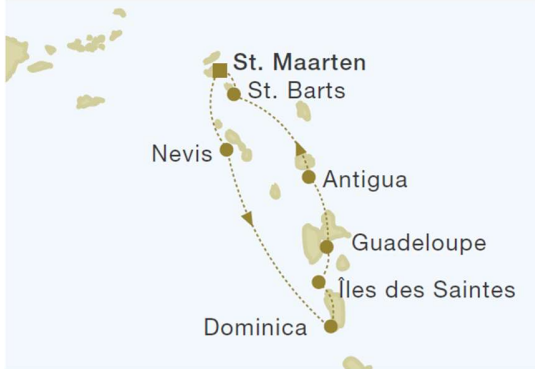 St. Maarten
St. Barts
Nevis
Antigua
Guadeloupe
Îles des Saintes
Dominica